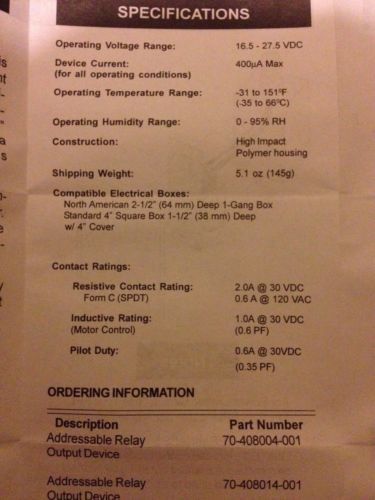 SPECIFICATIONS
Operating Voltage Range: 16.5 - 27.5 VDC
Device Current: 400µA Max
(for all operating conditions)
Operating Temperature Range: -31 to 151ºF
(-35 to 66ºC)
Operating Humidity Range: 0 - 95% RH
Construction: High Impact
Polymer housing
Shipping Weight: 5.1 oz (145g)
Compatible Electrical Boxes:
North American 2-1/2" (64 mm) Deep 1-Gang Box
Standard 4" Square Box 1-1/2" (38 mm) Deep
w/ 4" Cover
Contact Ratings:
Resistive Contact Rating: 2.0A @ 30 VDC
Form C (SPDT) 0.6 A @ 120 VAC
Inductive Rating: 1.0A @ 30 VDC
(Motor Control) (0.6 PF)
Pilot Duty: 0.6A @ 30VDC
(0.35 PF)
ORDERING INFORMATION
Description Part Number
Addressable Relay 70-408004-001
Output Device
Addressable Relay 70-408014-001
Output Device